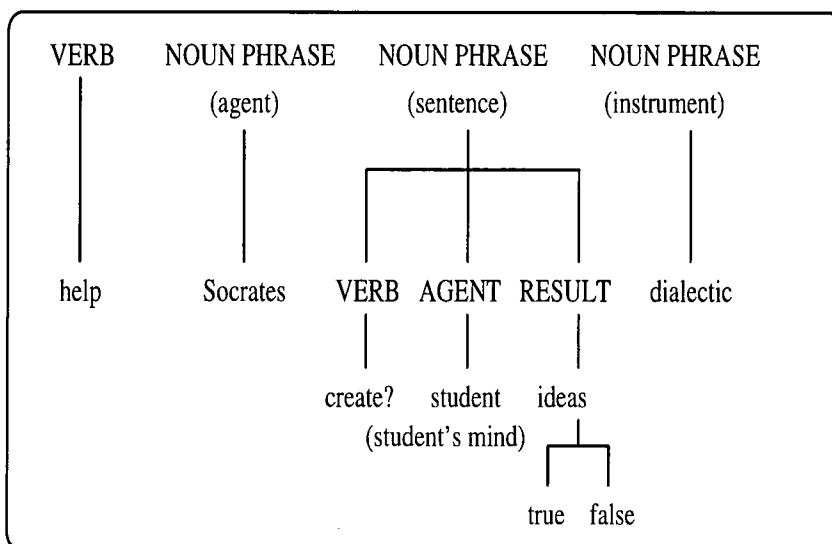 VERB NOUN PHRASE NOUN PHRASE NOUN PHRASE
(agent) (sentence) (instrument)
help Socrates VERB AGENT RESULT dialectic
create? student ideas
(student's mind)
true false